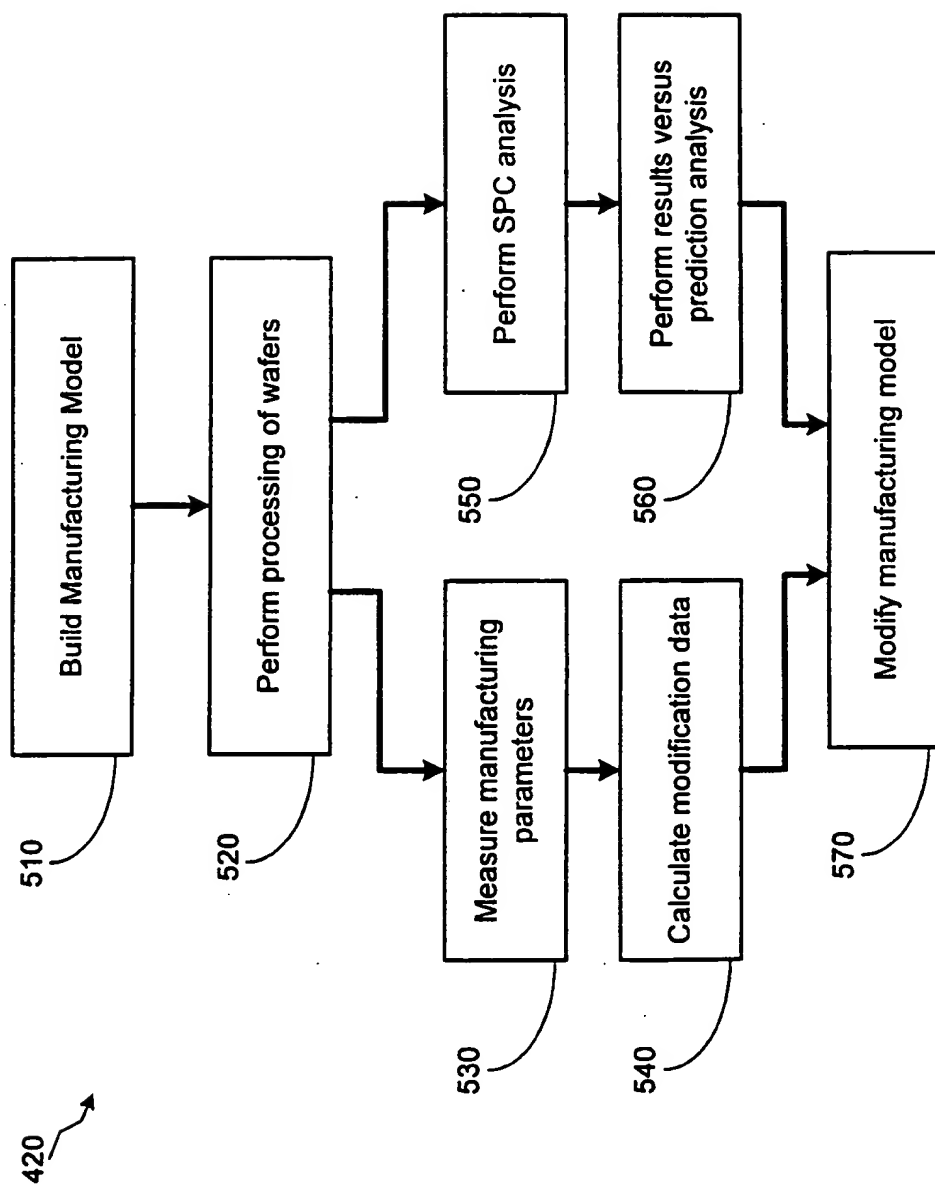 420
510
Build Manufacturing Model
520
Perform processing of wafers
530
Measure manufacturing
parameters
540
Calculate modification data
550
Perform SPC analysis
560
Perform results versus
prediction analysis
570
Modify manufacturing model